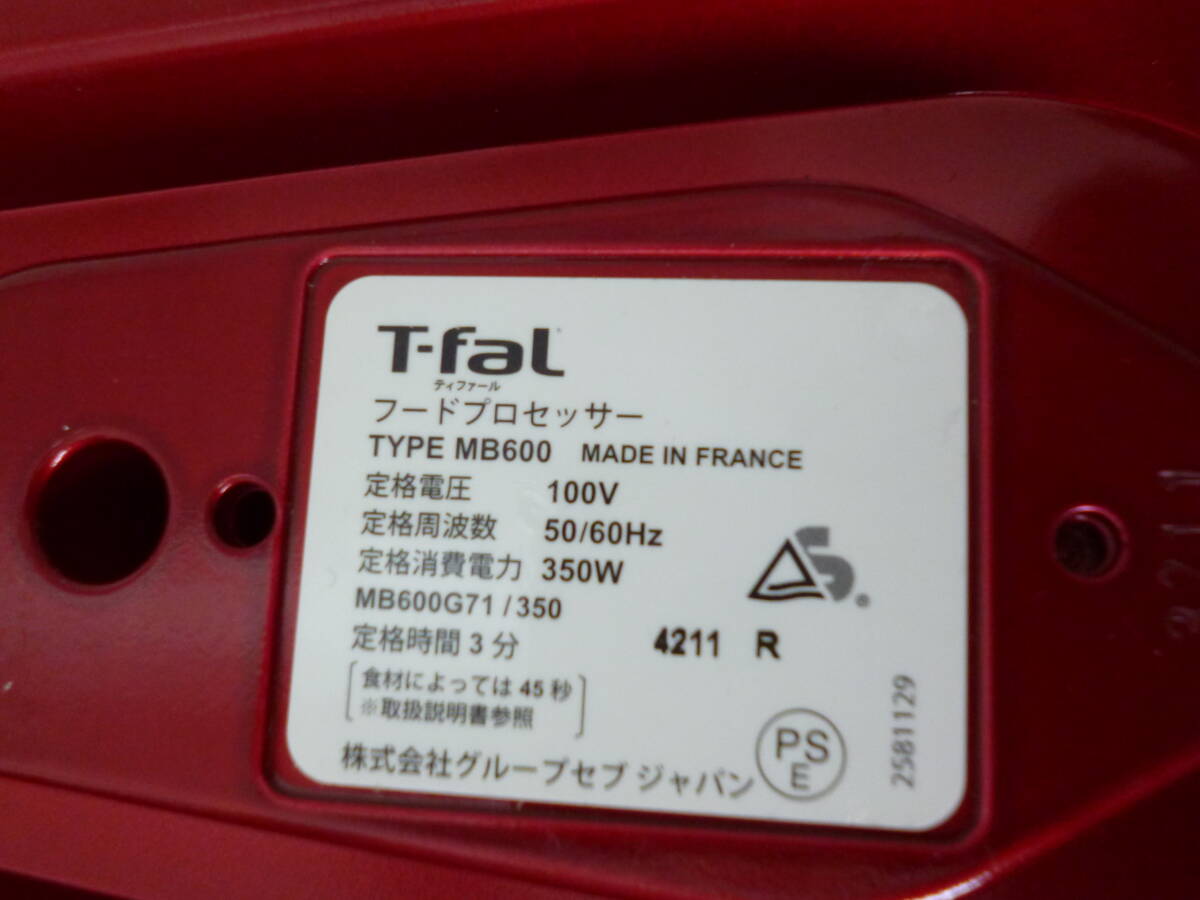 T-fal
ティファール
フードプロセッサー
TYPE MB600 MADE IN FRANCE
定格電圧 100V
定格周波数 50/60Hz
定格消費電力 350W
MB600G71 / 350
定格時間 3 分 4211 R
食材によっては 45 秒
※取扱説明書参照
株式会社グループセブ ジャパン
PS
E
S
2581129